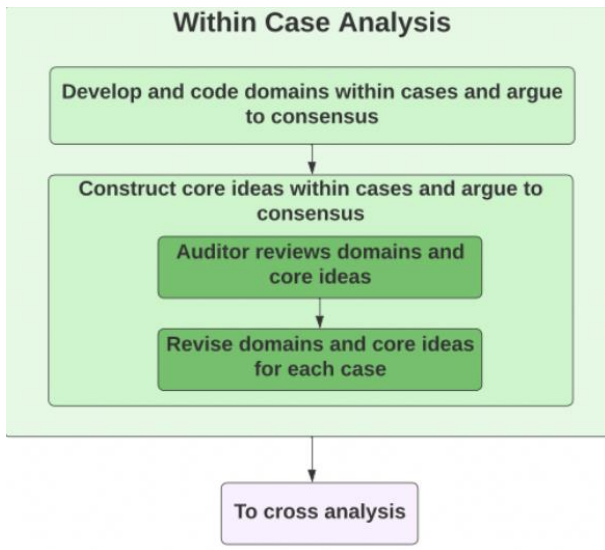 Within Case Analysis
Develop and code domains within cases and argue
to consensus
Construct core ideas within cases and argue to
consensus
Auditor reviews domains and
core ideas
Revise domains and core ideas
for each case
To cross analysis